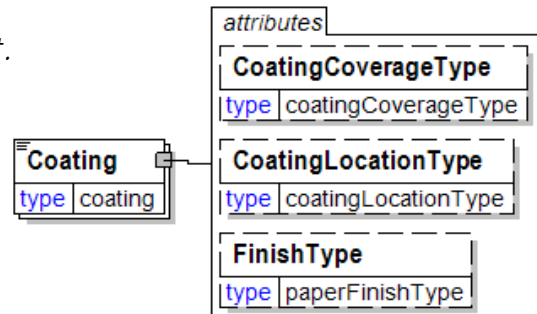 t.
attributes
CoatingCoverageType
type coatingCoverageType
Coating
type coating
CoatingLocationType
type coatingLocationType
FinishType
type paperFinishType